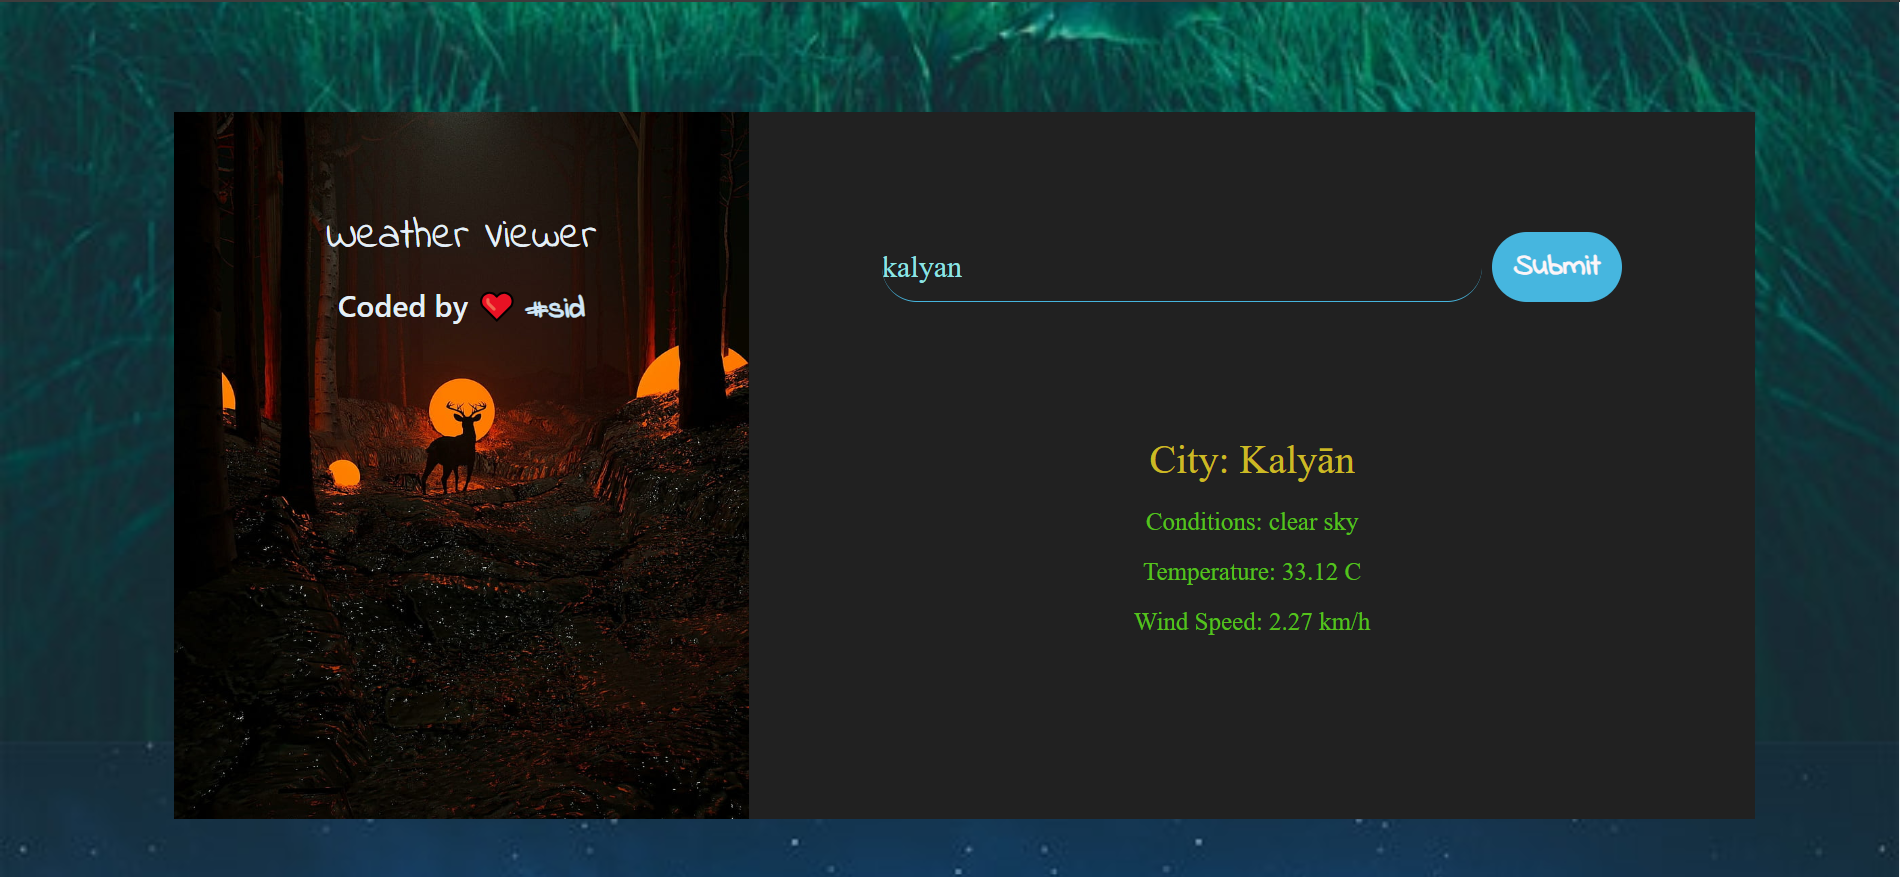 weather viewer
Coded by ❤️ #sid
kalyan
Submit
City: Kalyān
Conditions: clear sky
Temperature: 33.12 C
Wind Speed: 2.27 km/h